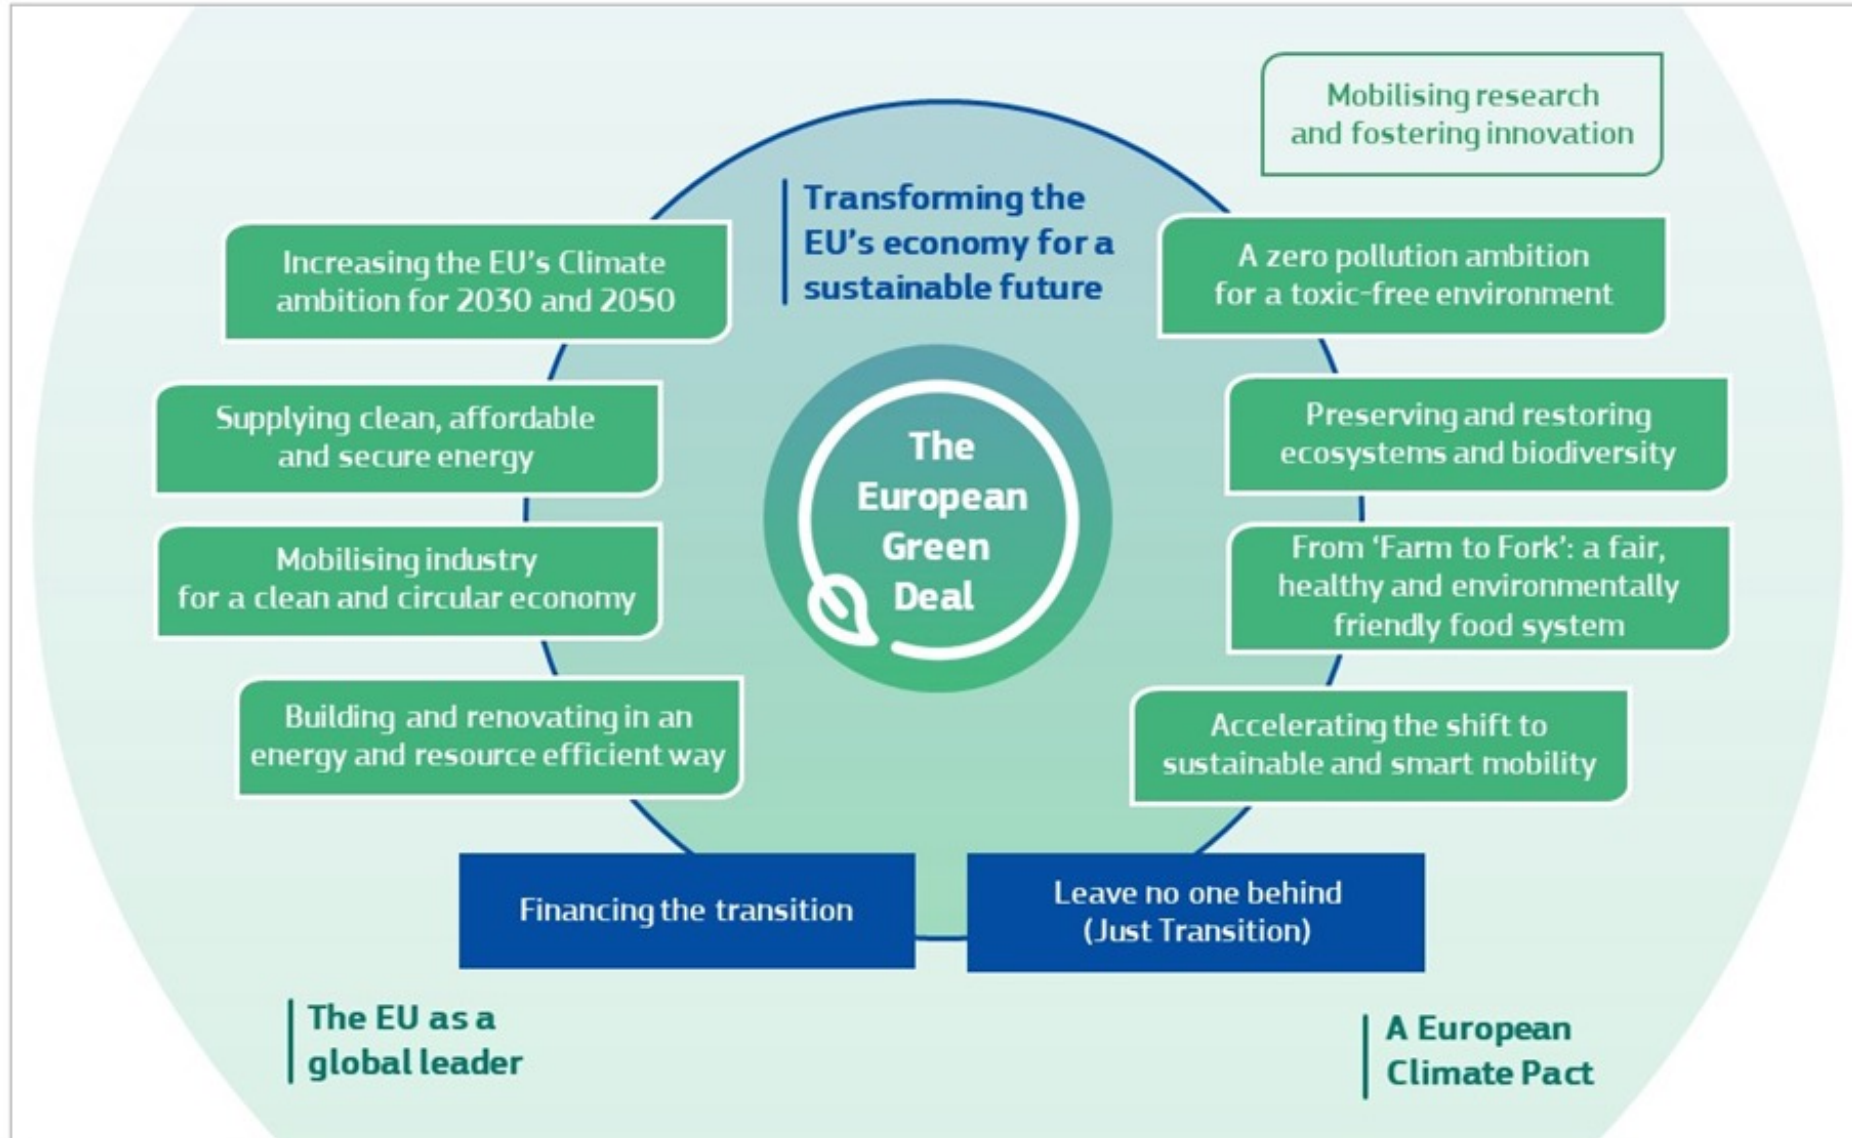 Mobilising research
and fostering innovation
Transforming the
EU's economy for a
sustainable future
Increasing the EU's Climate
ambition for 2030 and 2050
Supplying clean, affordable
and secure energy
Mobilising industry
for a clean and circular economy
Building and renovating in an
energy and resource efficient way
The
European
Green
Deal
A zero pollution ambition
for a toxic-free environment
Preserving and restoring
ecosystems and biodiversity
From ‘Farm to Fork’: a fair,
healthy and environmentally
friendly food system
Accelerating the shift to
sustainable and smart mobility
Financing the transition
Leave no one behind
(Just Transition)
The EU as a
global leader
A European
Climate Pact